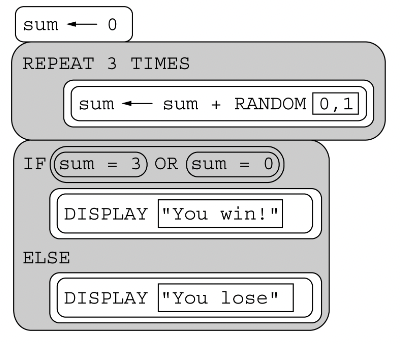 sum ← 0
REPEAT 3 TIMES
sum ← sum + RANDOM 0,1
IF sum = 3 OR sum = 0
DISPLAY "You win!"
ELSE
DISPLAY "You lose"